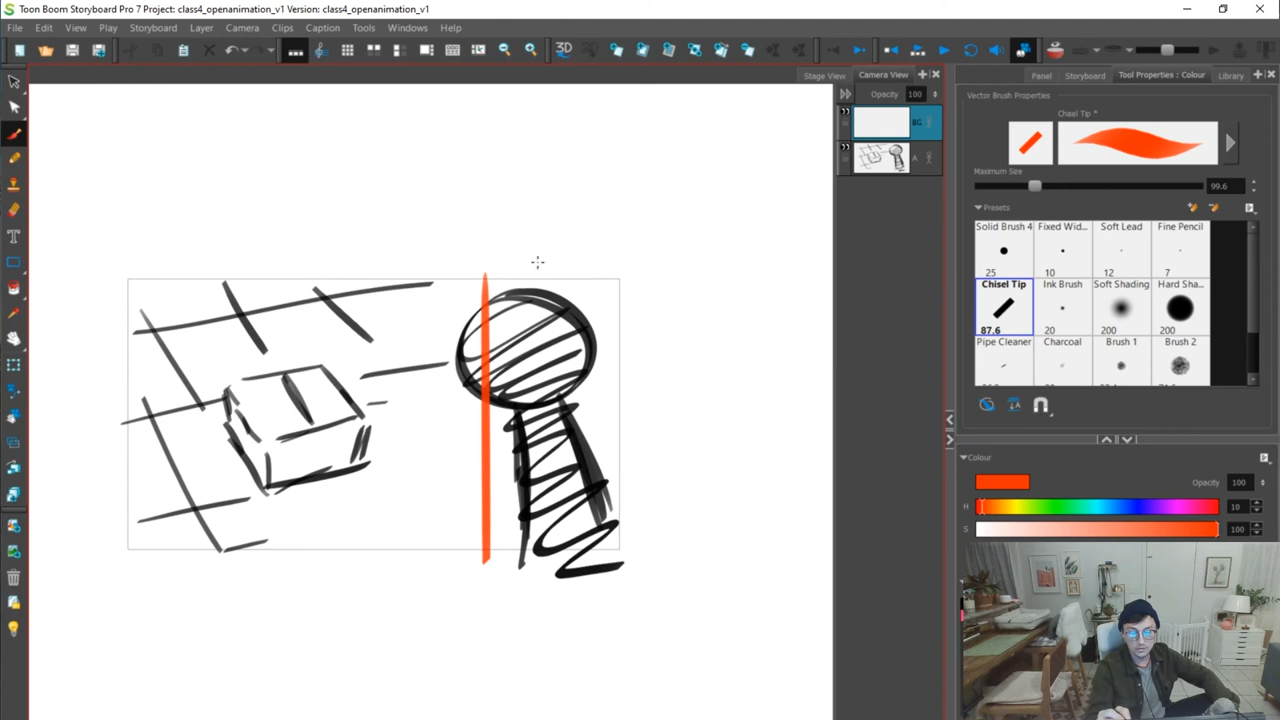 Toon Boom Storyboard Pro 7 Project: class4_openanimation_v1 Version: class4_openanimation_v1
File Edit View Play Storyboard Layer Camera Clips Caption Tools Windows Help
3D
Stage View Camera View
Panel Storyboard Tool Properties : Colour Library
Opacity 100
BG
A
Vector Brush Properties
Chisel Tip *
Maximum Size
99.6
Presets
Solid Brush 4 Fixed Wid... Soft Lead Fine Pencil
25 10 12 7
Chisel Tip Ink Brush Soft Shading Hard Sha...
87.6 20 200 200
Pipe Cleaner Charcoal Brush 1 Brush 2
Colour
Opacity 100
H 10
S 100